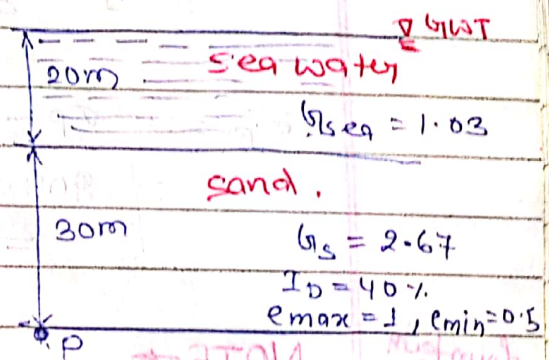 GWT
20m
sea water
Gsea = 1.03
sand.
30m
Gs = 2.67
ID = 40 %
emax = 1, emin = 0.5
P